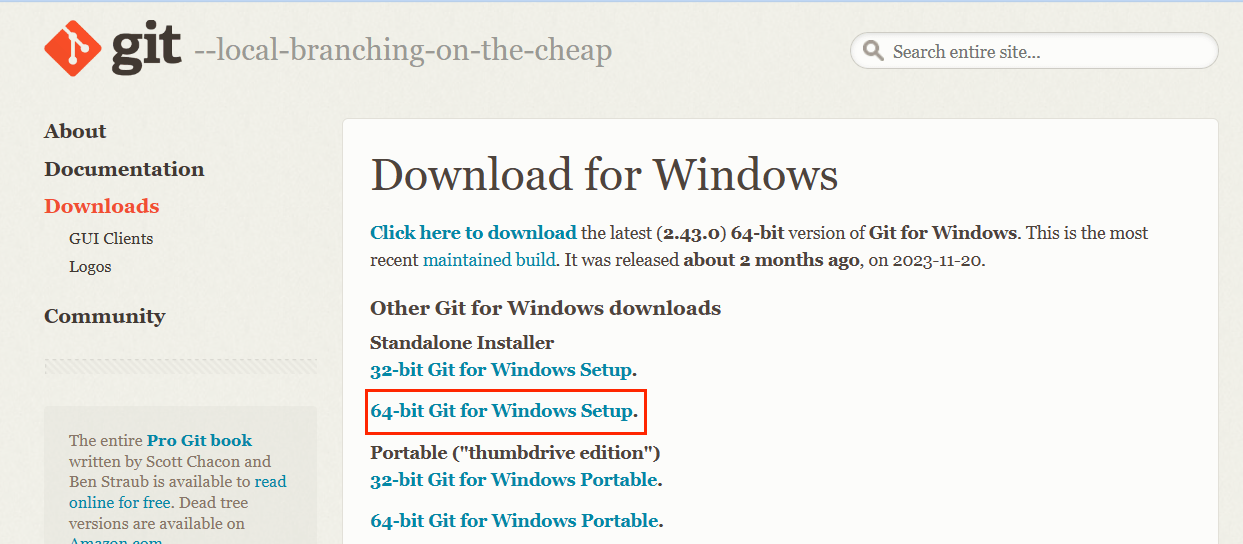 git --local-branching-on-the-cheap
Search entire site...
About
Documentation
Downloads
GUI Clients
Logos
Community
The entire Pro Git book
written by Scott Chacon and
Ben Straub is available to read
online for free. Dead tree
versions are available on
Amazon.com
Download for Windows
Click here to download the latest (2.43.0) 64-bit version of Git for Windows. This is the most
recent maintained build. It was released about 2 months ago, on 2023-11-20.
Other Git for Windows downloads
Standalone Installer
32-bit Git for Windows Setup.
64-bit Git for Windows Setup.
Portable ("thumbdrive edition")
32-bit Git for Windows Portable.
64-bit Git for Windows Portable.